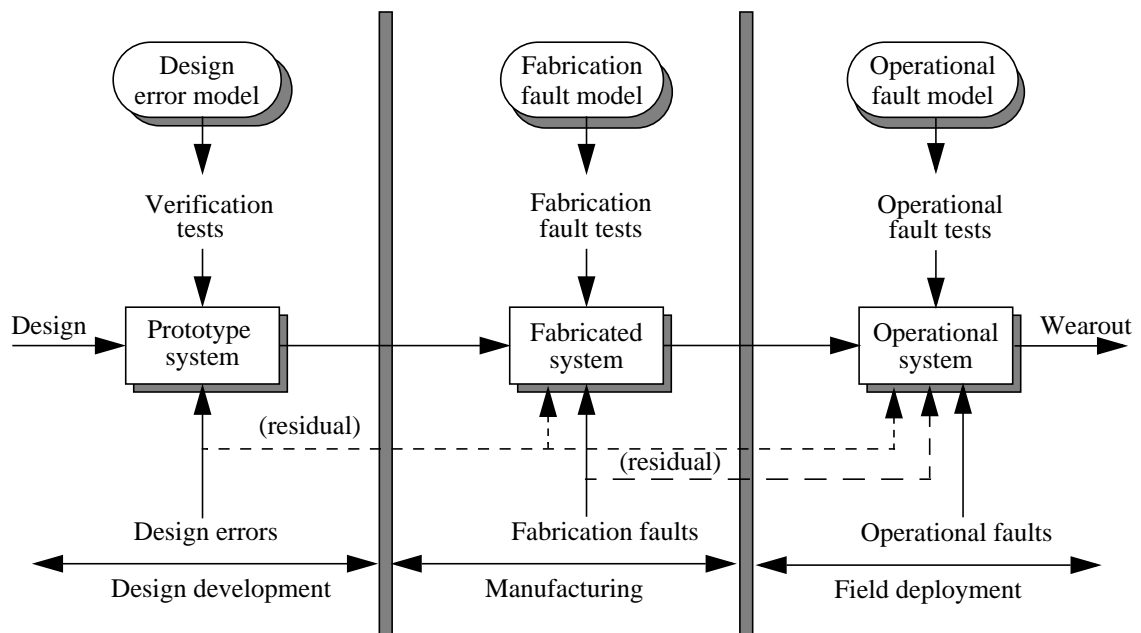 Design
error model
Fabrication
fault model
Operational
fault model
Verification
tests
Fabrication
fault tests
Operational
fault tests
Design
Prototype
system
Fabricated
system
Operational
system
Wearout
(residual)
(residual)
Design errors
Fabrication faults
Operational faults
Design development
Manufacturing
Field deployment